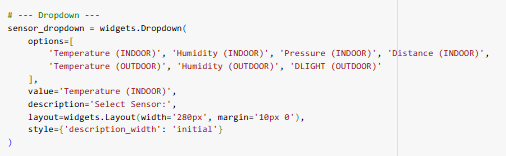 # --- Dropdown ---
sensor_dropdown = widgets.Dropdown(
    options=[
        'Temperature (INDOOR)', 'Humidity (INDOOR)', 'Pressure (INDOOR)', 'Distance (INDOOR)',
        'Temperature (OUTDOOR)', 'Humidity (OUTDOOR)', 'DLIGHT (OUTDOOR)'
    ],
    value='Temperature (INDOOR)',
    description='Select Sensor:',
    layout=widgets.Layout(width='280px', margin='10px 0'),
    style={'description_width': 'initial'}
)